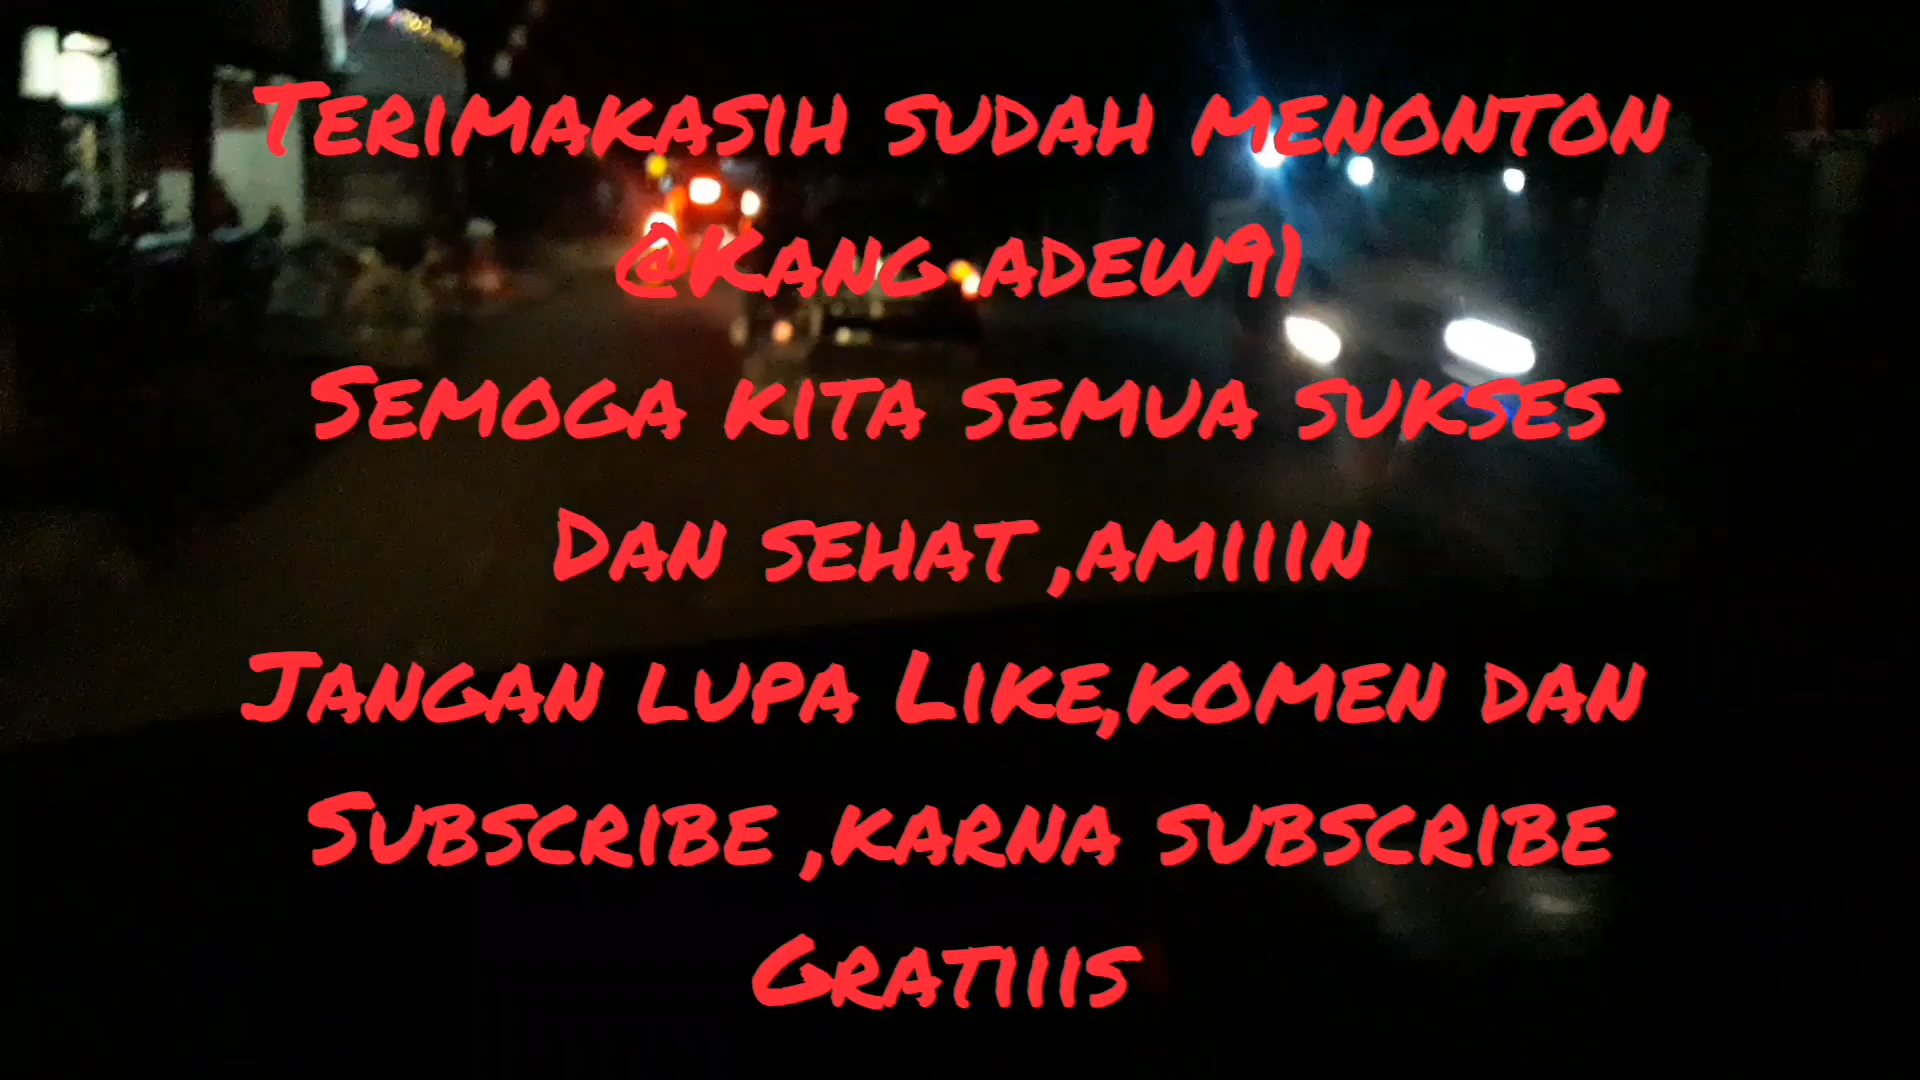 Terimakasih sudah menonton
@Kang adew91
Semoga kita semua sukses
Dan sehat ,amiiin
Jangan lupa Like,komen dan
Subscribe ,karna subscribe
Gratiiis